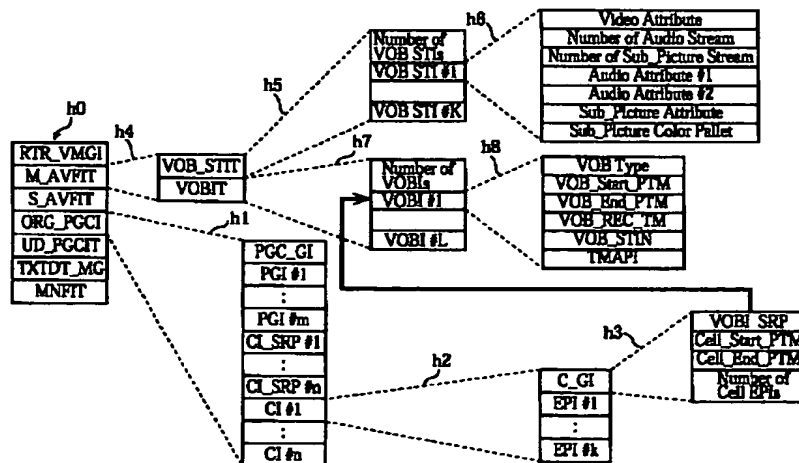 h0
RTR_VMGI
M_AVFIT
S_AVFIT
ORG_PGCI
UD_PGCIT
TXTDT_MG
MNFIT
h4
VOB_STIT
VOBIT
h5
Number of
VOB STIs
VOB STI #1
VOB STI #K
h6
Video Attribute
Number of Audio Stream
Number of Sub_Picture Stream
Audio Attribute #1
Audio Attribute #2
Sub_Picture Attribute
Sub_Picture Color Pallet
h7
Number of
VOBIs
VOBI #1
VOBI #L
h8
VOB Type
VOB_Start_PTM
VOB_End_PTM
VOB_REC_TM
VOB_STIN
TMAPI
h1
PGC_GI
PGI #1
:
PGI #m
CI_SRP #1
:
CI_SRP #n
CI #1
:
CI #n
h2
C_GI
EPI #1
:
EPI #k
h3
VOBI_SRP
Cell_Start_PTM
Cell_End_PTM
Number of
Cell EPIs